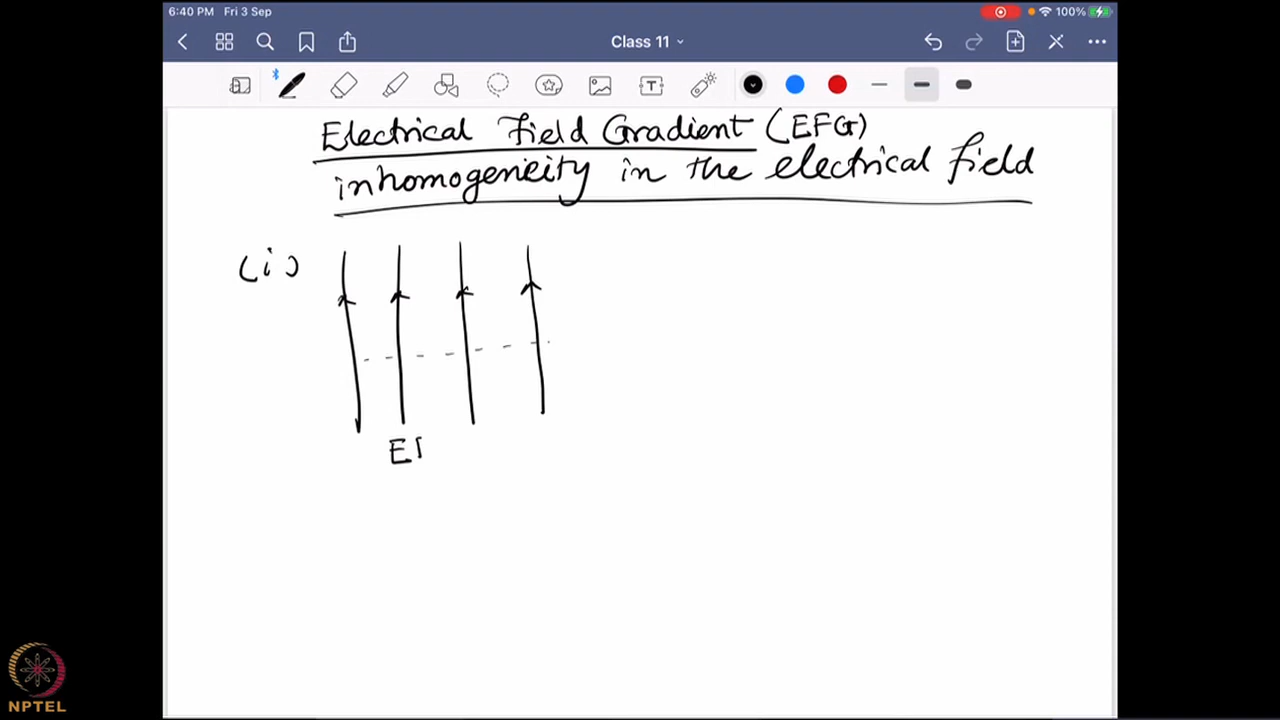 6:40 PM Fri 3 Sep
100%
Class 11
T
Electrical Field Gradient (EFG)
inhomogeneity in the electrical field
(i)
NPTEL